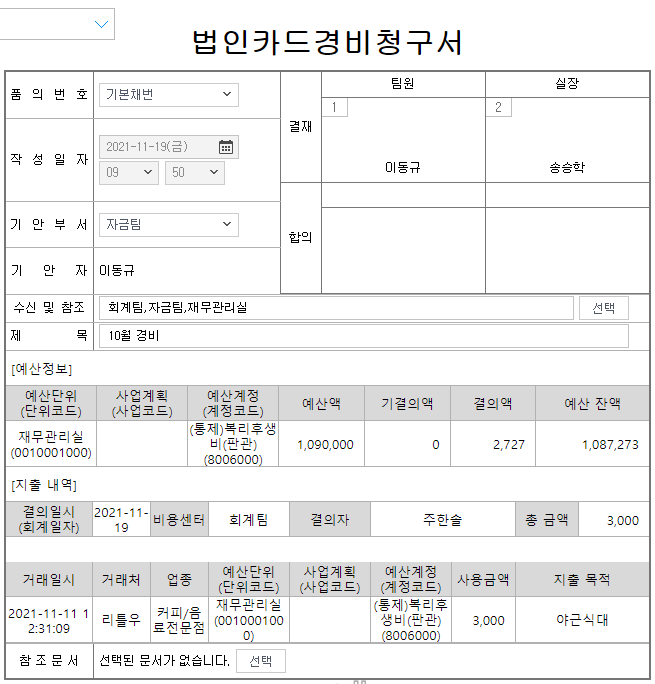 법인카드경비청구서
품 의 번 호
기본채번
결재
팀원
실장
1
2
이동규
송승학
작 성 일 자
2021-11-19(금)
09
50
합의
기 안 부 서
자금팀
기 안 자
이동규
수신 및 참조
회계팀,자금팀,재무관리실
선택
제 목
10월 경비
[예산정보]
예산단위
(단위코드)
사업계획
(사업코드)
예산계정
(계정코드)
예산액
기결의액
결의액
예산 잔액
재무관리실
(0010001000)
(통제)복리후생
비(판관)
(8006000)
1,090,000
0
2,727
1,087,273
[지출 내역]
결의일시
(회계일자)
2021-11-
19
비용센터
회계팀
결의자
주한솔
총 금액
3,000
거래일시
거래처
업종
예산단위
(단위코드)
사업계획
(사업코드)
예산계정
(계정코드)
사용금액
지출 목적
2021-11-11 1
2:31:09
리틀우
커피/음
료전문점
재무관리실
(001000100
0)
(통제)복리후
생비(판관)
(8006000)
3,000
야근식대
참 조 문 서
선택된 문서가 없습니다.
선택